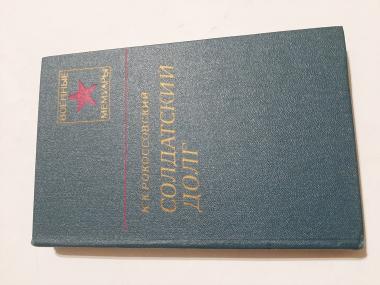 ВОЕННЫЕ
МЕМУАРЫ
К.К.РОКОССОВСКИЙ
СОЛДАТСКИЙ
ДОЛГ